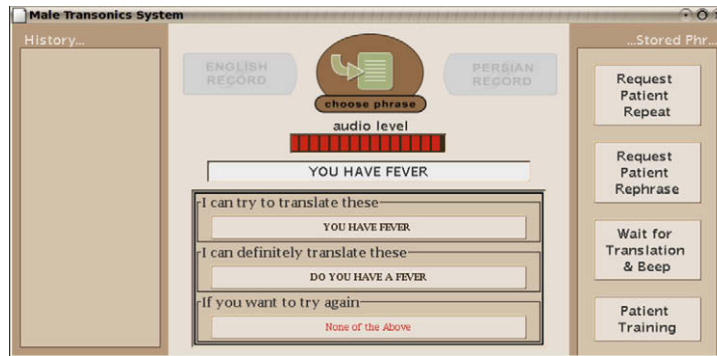 Male Transonics System
History...
ENGLISH
RECORD
choose phrase
PERSIAN
RECORD
audio level
YOU HAVE FEVER
I can try to translate these
YOU HAVE FEVER
I can definitely translate these
DO YOU HAVE A FEVER
If you want to try again
None of the Above
...Stored Phr...
Request
Patient
Repeat
Request
Patient
Rephrase
Wait for
Translation
& Beep
Patient
Training